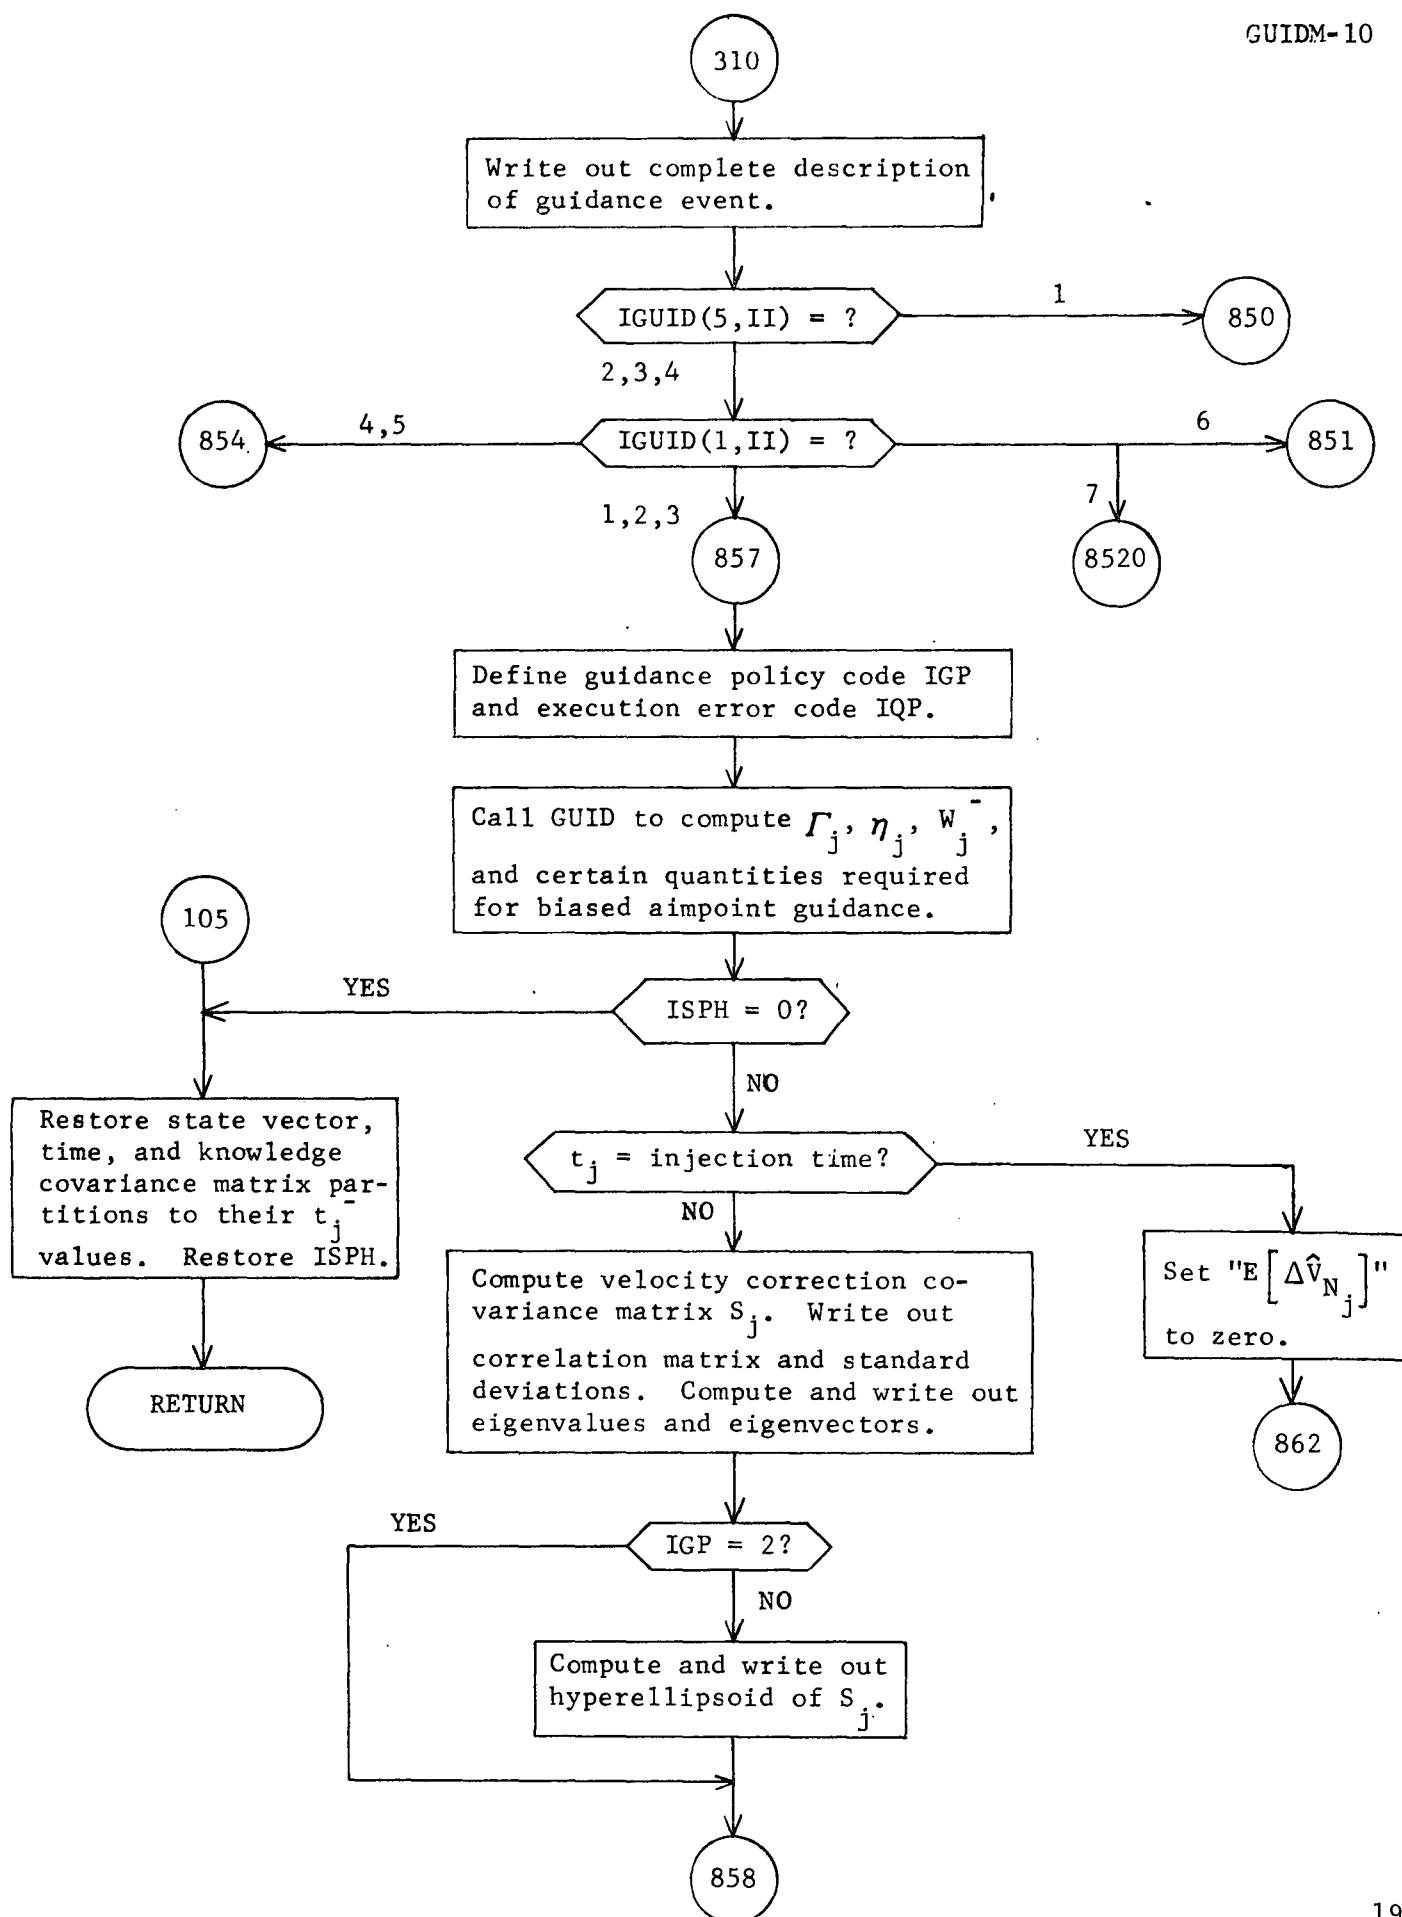 GUIDM-10
310
Write out complete description
of guidance event.
IGUID(5,II) = ?
1
850
2,3,4
854
4,5
IGUID(1,II) = ?
6
851
7
1,2,3
857
8520
Define guidance policy code IGP
and execution error code IQP.
Call GUID to compute Γj, ηj, Wj⁻,
and certain quantities required
for biased aimpoint guidance.
105
YES
ISPH = 0?
NO
Restore state vector,
time, and knowledge
covariance matrix par-
titions to their tj⁻
values. Restore ISPH.
tj = injection time?
YES
NO
RETURN
Compute velocity correction co-
variance matrix Sj. Write out
correlation matrix and standard
deviations. Compute and write out
eigenvalues and eigenvectors.
Set "E[ΔV̂Nj]"
to zero.
862
YES
IGP = 2?
NO
Compute and write out
hyperellipsoid of Sj.
858
19